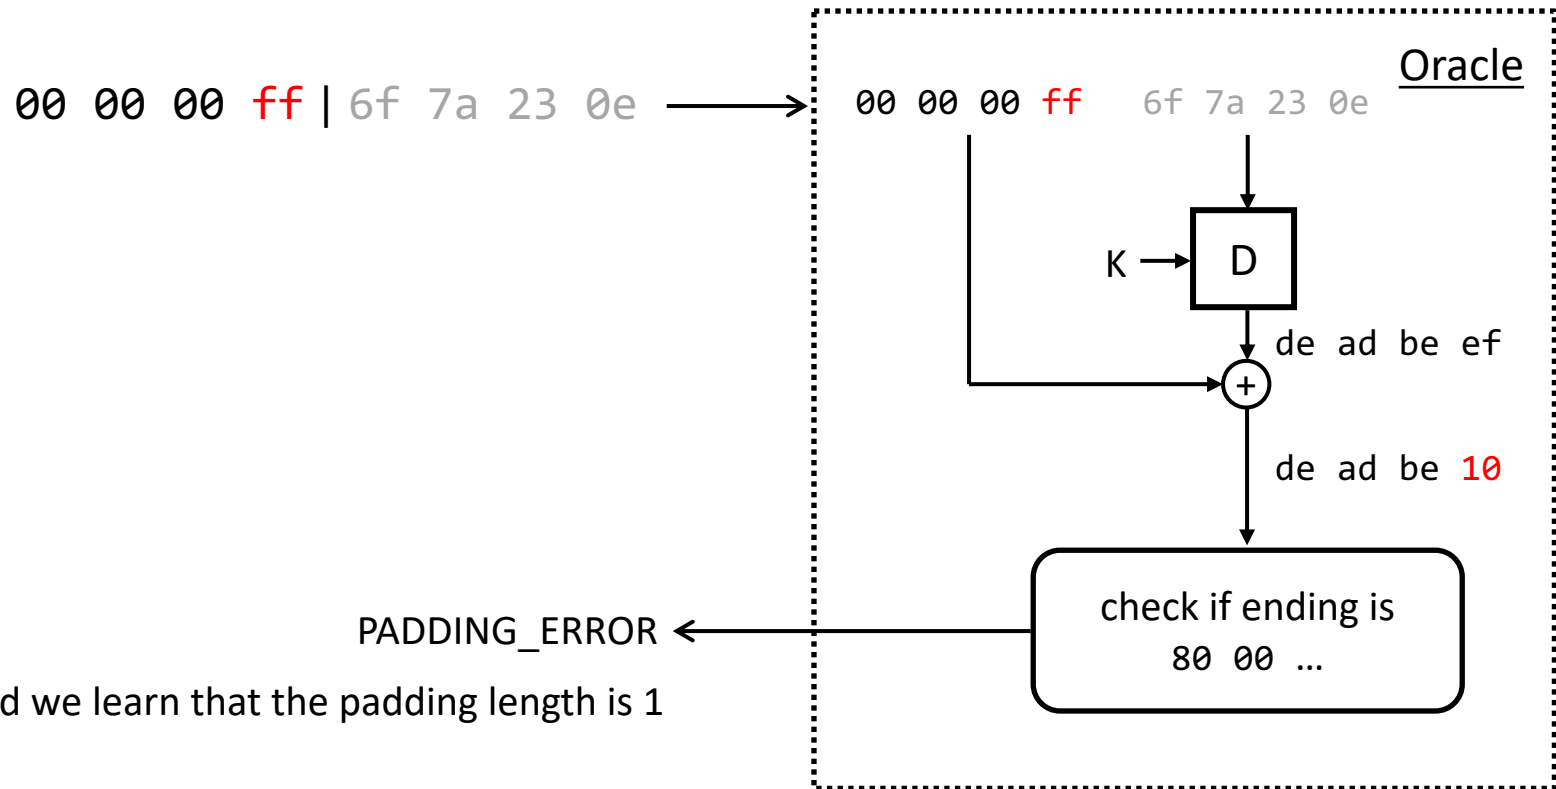 Oracle
00 00 00 ff | 6f 7a 23 0e
00 00 00 ff 6f 7a 23 0e
K
D
de ad be ef
+
de ad be 10
check if ending is
80 00 …
PADDING_ERROR
d we learn that the padding length is 1